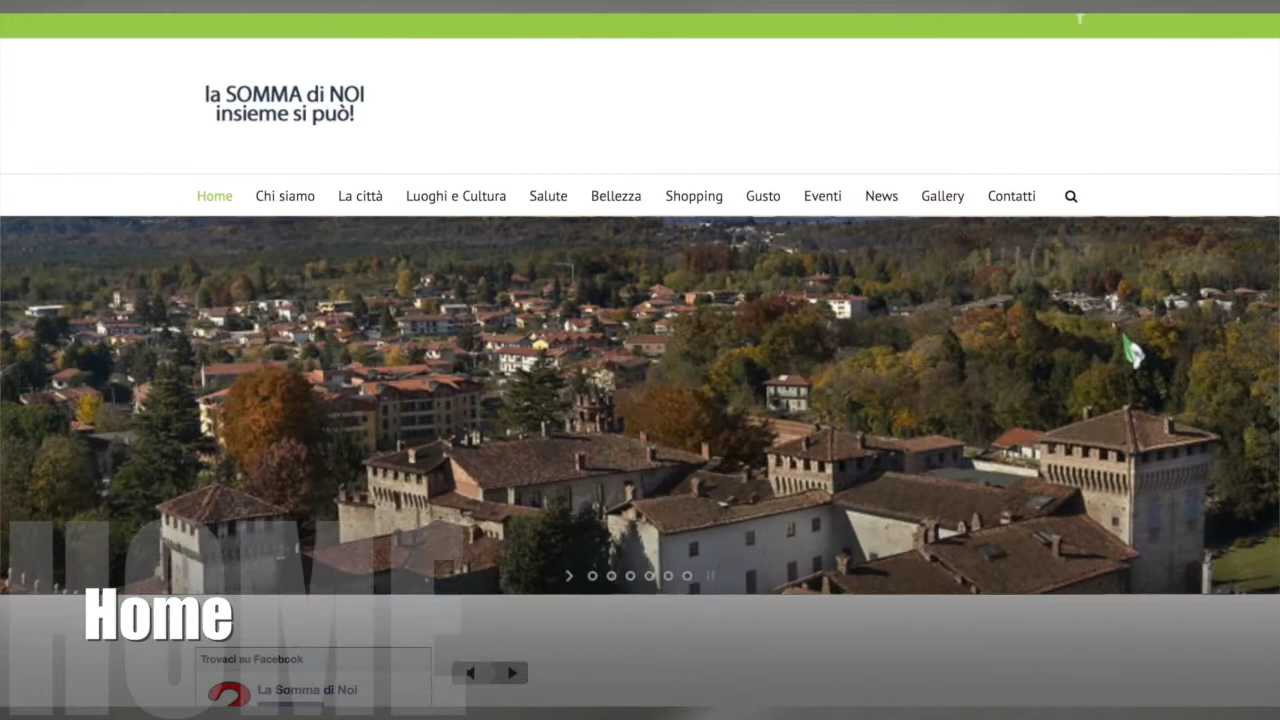 la SOMMA di NOI
insieme si può!
Home Chi siamo La città Luoghi e Cultura Salute Bellezza Shopping Gusto Eventi News Gallery Contatti
HOME
Home
Trovaci su Facebook
La Somma di Noi